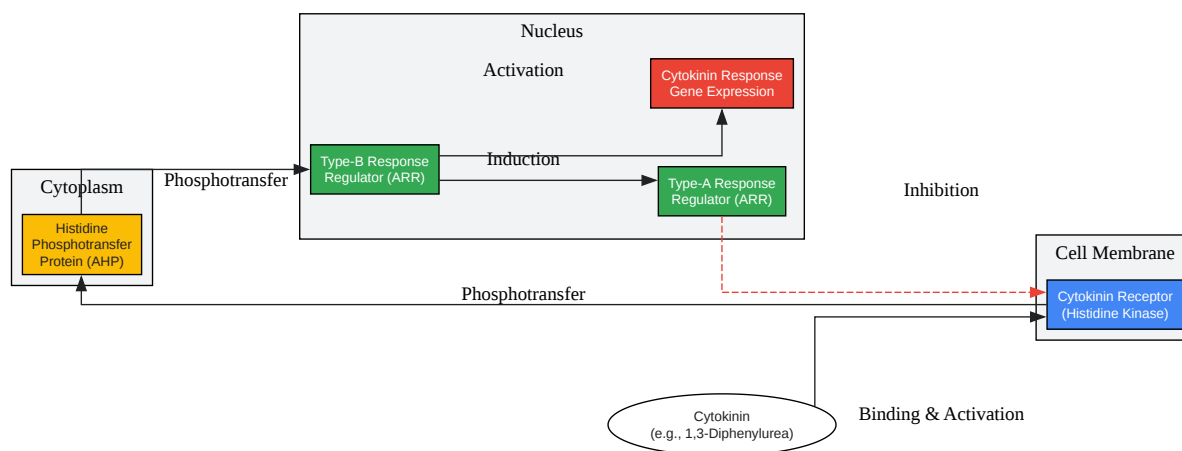 Nucleus
Activation
Cytokinin Response
Gene Expression
Type-B Response
Regulator (ARR)
Induction
Type-A Response
Regulator (ARR)
Phosphotransfer
Cytoplasm
Histidine
Phosphotransfer
Protein (AHP)
Inhibition
Cell Membrane
Cytokinin Receptor
(Histidine Kinase)
Phosphotransfer
Cytokinin
(e.g., 1,3-Diphenylurea)
Binding & Activation